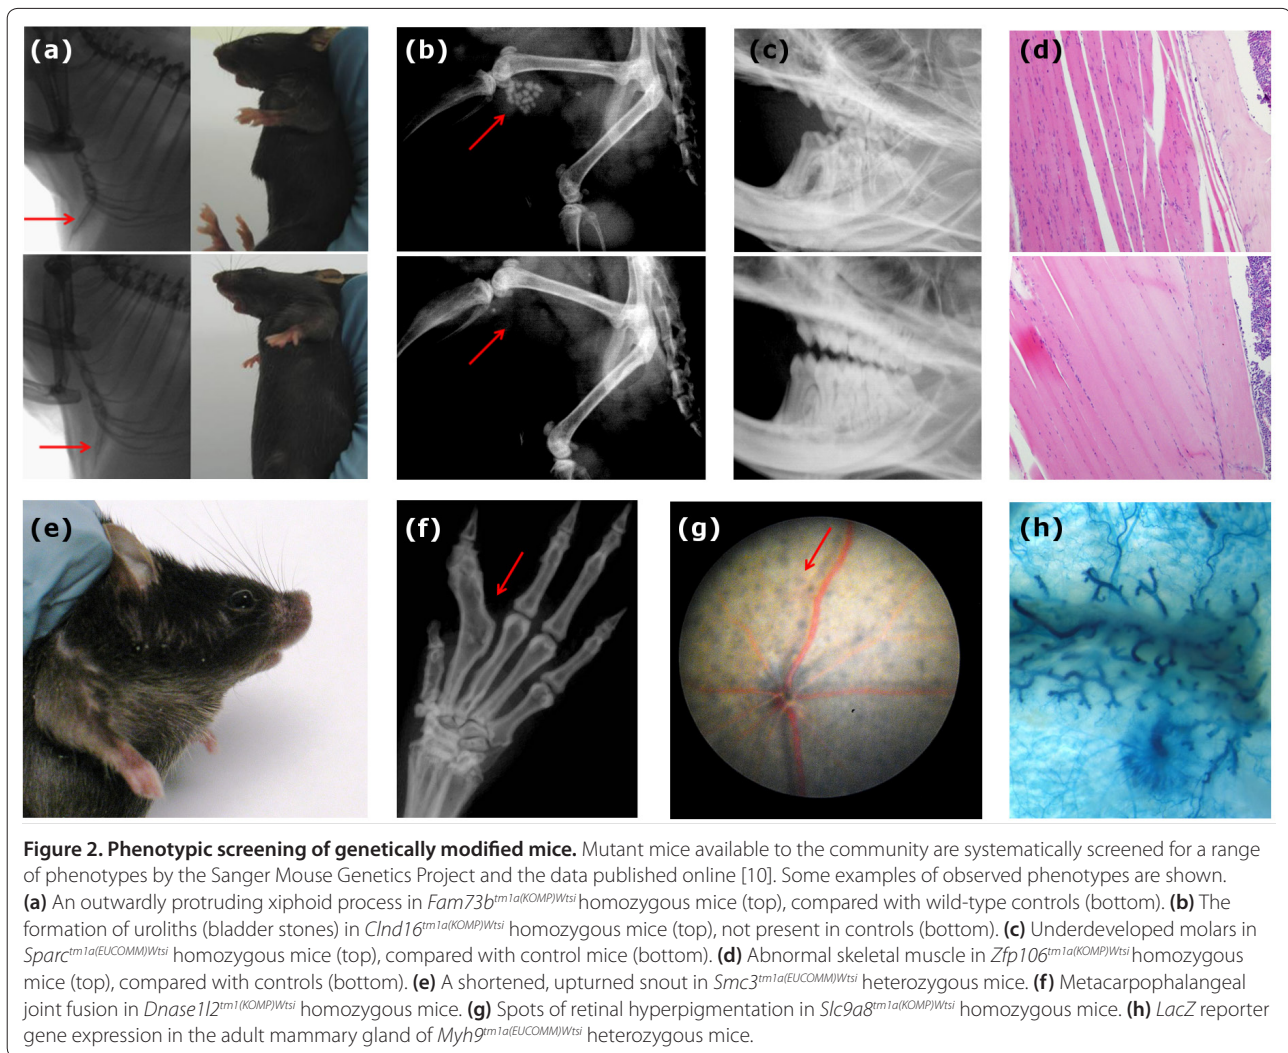 (a)
(b)
(c)
(d)
(e)
(f)
(g)
(h)
Figure 2. Phenotypic screening of genetically modified mice. Mutant mice available to the community are systematically screened for a range
of phenotypes by the Sanger Mouse Genetics Project and the data published online [10]. Some examples of observed phenotypes are shown.
(a) An outwardly protruding xiphoid process in Fam73btm1a(KOMP)Wtsi homozygous mice (top), compared with wild-type controls (bottom). (b) The
formation of uroliths (bladder stones) in Clnd16tm1a(KOMP)Wtsi homozygous mice (top), not present in controls (bottom). (c) Underdeveloped molars in
Sparctm1a(EUCOMM)Wtsi homozygous mice (top), compared with control mice (bottom). (d) Abnormal skeletal muscle in Zfp106tm1a(KOMP)Wtsi homozygous
mice (top), compared with controls (bottom). (e) A shortened, upturned snout in Smc3tm1a(EUCOMM)Wtsi heterozygous mice. (f) Metacarpophalangeal
joint fusion in Dnase1l2tm1(KOMP)Wtsi homozygous mice. (g) Spots of retinal hyperpigmentation in Slc9a8tm1a(KOMP)Wtsi homozygous mice. (h) LacZ reporter
gene expression in the adult mammary gland of Myh9tm1a(EUCOMM)Wtsi heterozygous mice.